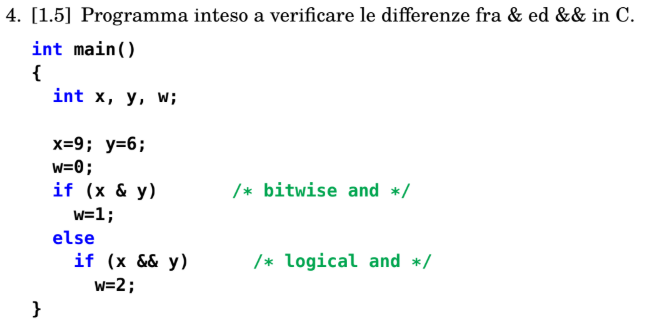 4. [1.5] Programma inteso a verificare le differenze fra & ed && in C.
int main()
{
  int x, y, w;

  x=9; y=6;
  w=0;
  if (x & y)       /* bitwise and */
    w=1;
  else
    if (x && y)      /* logical and */
      w=2;
}